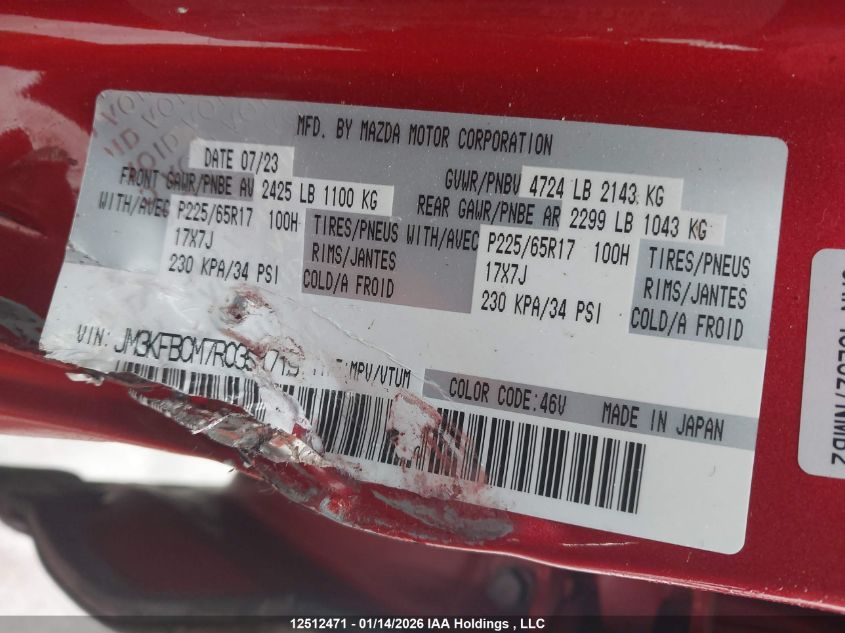 MFD. BY MAZDA MOTOR CORPORATION
DATE 07/23
GVWR/PNBV 4724 LB 2143 KG
FRONT GAWR/PNBE AV 2425 LB 1100 KG
REAR GAWR/PNBE AR 2299 LB 1043 KG
WITH/AVEC P225/65R17 100H TIRES/PNEUS
17X7J RIMS/JANTES
230 KPA/34 PSI COLD/A FROID
WITH/AVEC P225/65R17 100H TIRES/PNEUS
17X7J RIMS/JANTES
230 KPA/34 PSI COLD/A FROID
VIN: MPV/VTUM
COLOR CODE:46V MADE IN JAPAN
VOID
12512471 - 01/14/2026 IAA Holdings , LLC